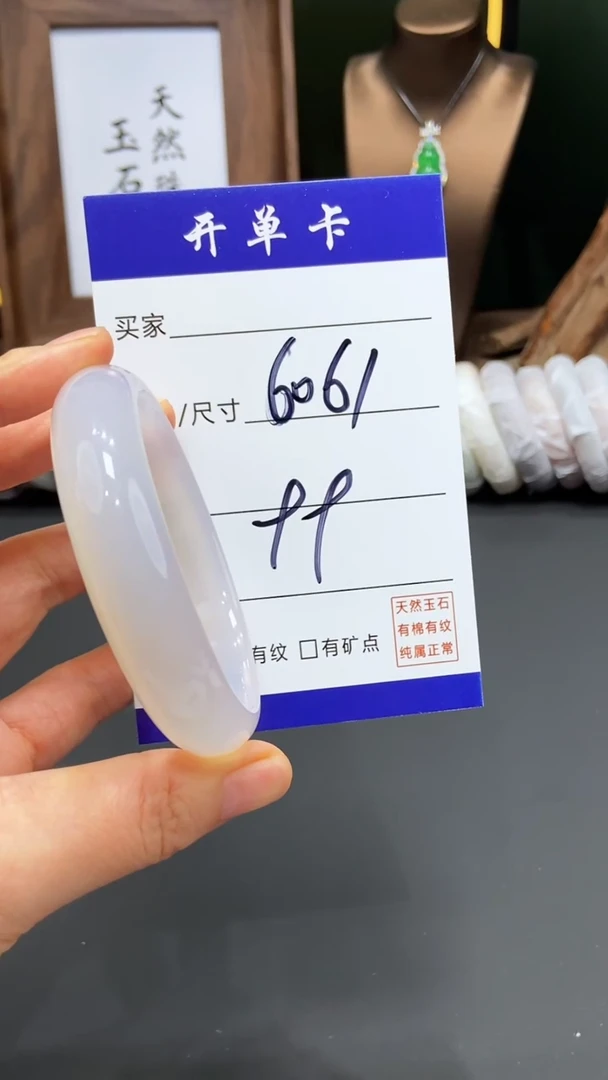 天然
玉石
开单卡
买家
/尺寸 6061
有纹 □有矿点
天然玉石
有棉有纹
纯属正常